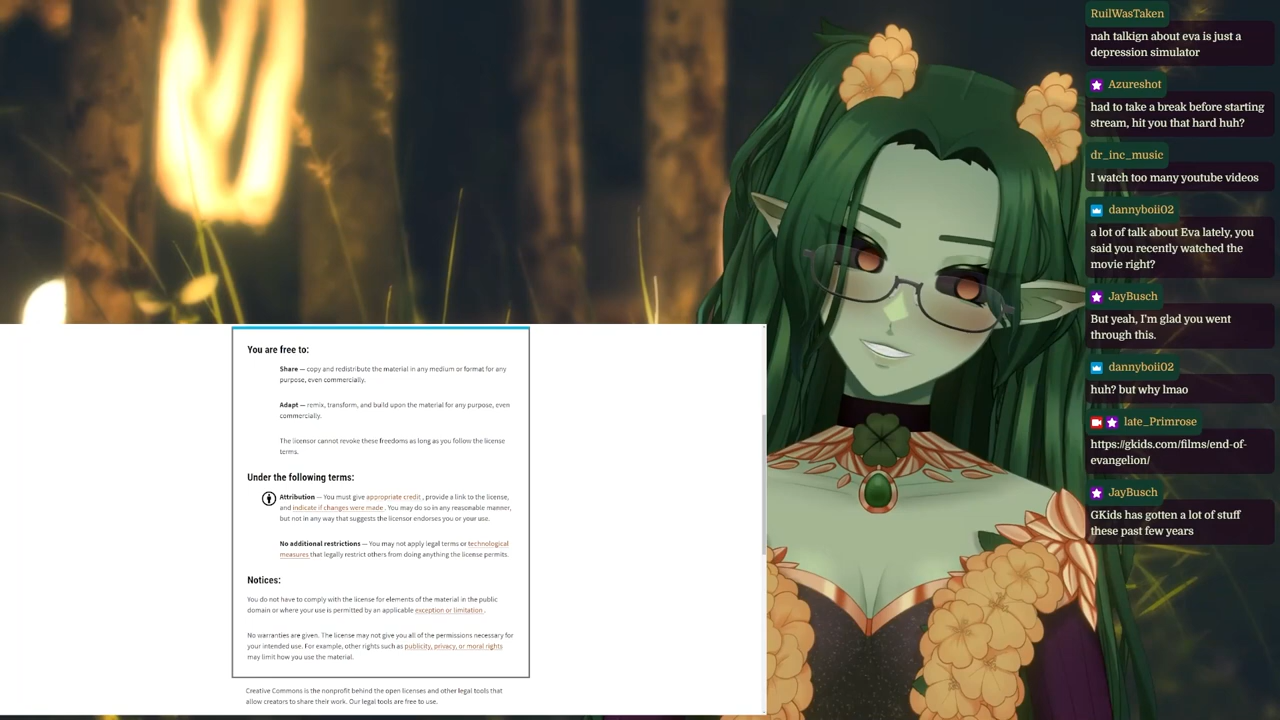 You are free to:
Share — copy and redistribute the material in any medium or format for any
purpose, even commercially.
Adapt — remix, transform, and build upon the material for any purpose, even
commercially.
The licensor cannot revoke these freedoms as long as you follow the license
terms.
Under the following terms:
Attribution — You must give appropriate credit , provide a link to the license,
and indicate if changes were made . You may do so in any reasonable manner,
but not in any way that suggests the licensor endorses you or your use.
No additional restrictions — You may not apply legal terms or technological
measures that legally restrict others from doing anything the license permits.
Notices:
You do not have to comply with the license for elements of the material in the public
domain or where your use is permitted by an applicable exception or limitation .
No warranties are given. The license may not give you all of the permissions necessary for
your intended use. For example, other rights such as publicity, privacy, or moral rights
may limit how you use the material.
Creative Commons is the nonprofit behind the open licenses and other legal tools that
allow creators to share their work. Our legal tools are free to use.
RuilWasTaken
nah talkign about eva is just a
depression simulator
Azureshot
had to take a break before starting
stream, hit you that hard huh?
dr_inc_music
I watch too many youtube videos
dannyboii02
a lot of talk about Eva lately, you
said you recently watched the
movie right?
JayBusch
But yeah, I'm glad you went
through this.
dannyboii02
huh? but why lmao
late_Primrose
https://gkids.com/films/end-of-
evangelion/
JayBusch
GKids has gotten a lot of stuff
these past few years.